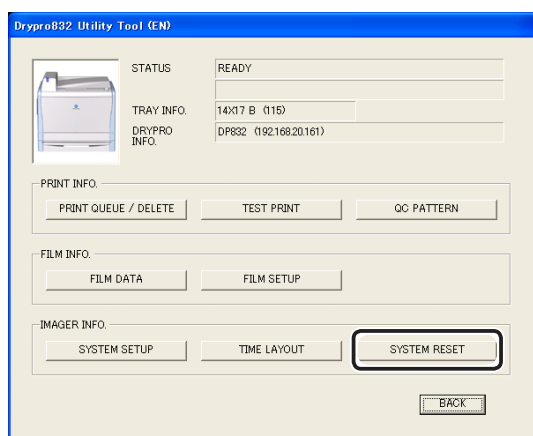 Drypro832 Utility Tool (EN)
STATUS READY
TRAY INFO. 14X17 B (115)
DRYPRO INFO. DP832 (192.168.20.161)
PRINT INFO.
PRINT QUEUE / DELETE TEST PRINT QC PATTERN
FILM INFO.
FILM DATA FILM SETUP
IMAGER INFO.
SYSTEM SETUP TIME LAYOUT SYSTEM RESET
BACK